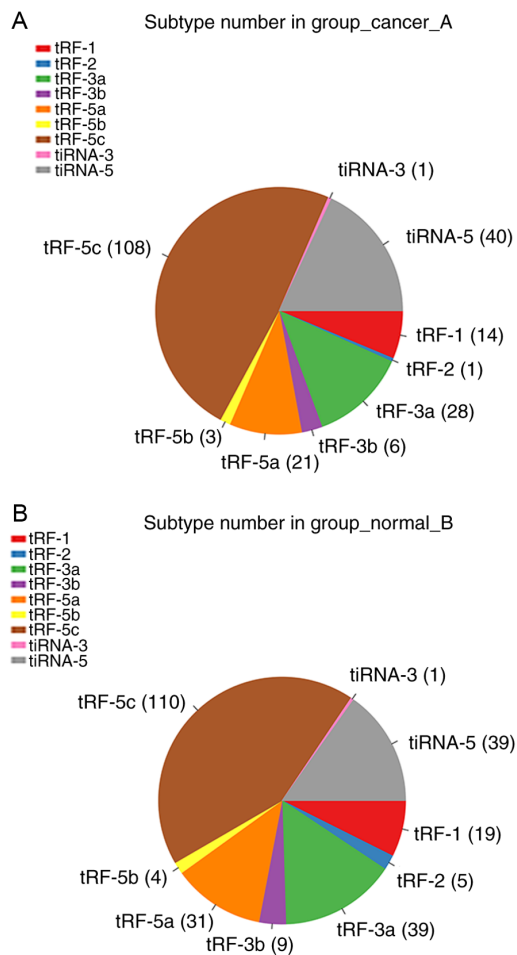 A
Subtype number in group_cancer_A
tRF-1
tRF-2
tRF-3a
tRF-3b
tRF-5a
tRF-5b
tRF-5c
tiRNA-3
tiRNA-5
tiRNA-3 (1)
tiRNA-5 (40)
tRF-5c (108)
tRF-1 (14)
tRF-2 (1)
tRF-3a (28)
tRF-3b (6)
tRF-5a (21)
tRF-5b (3)
B
Subtype number in group_normal_B
tRF-1
tRF-2
tRF-3a
tRF-3b
tRF-5a
tRF-5b
tRF-5c
tiRNA-3
tiRNA-5
tiRNA-3 (1)
tRF-5c (110)
tiRNA-5 (39)
tRF-1 (19)
tRF-2 (5)
tRF-5b (4)
tRF-5a (31)
tRF-3a (39)
tRF-3b (9)